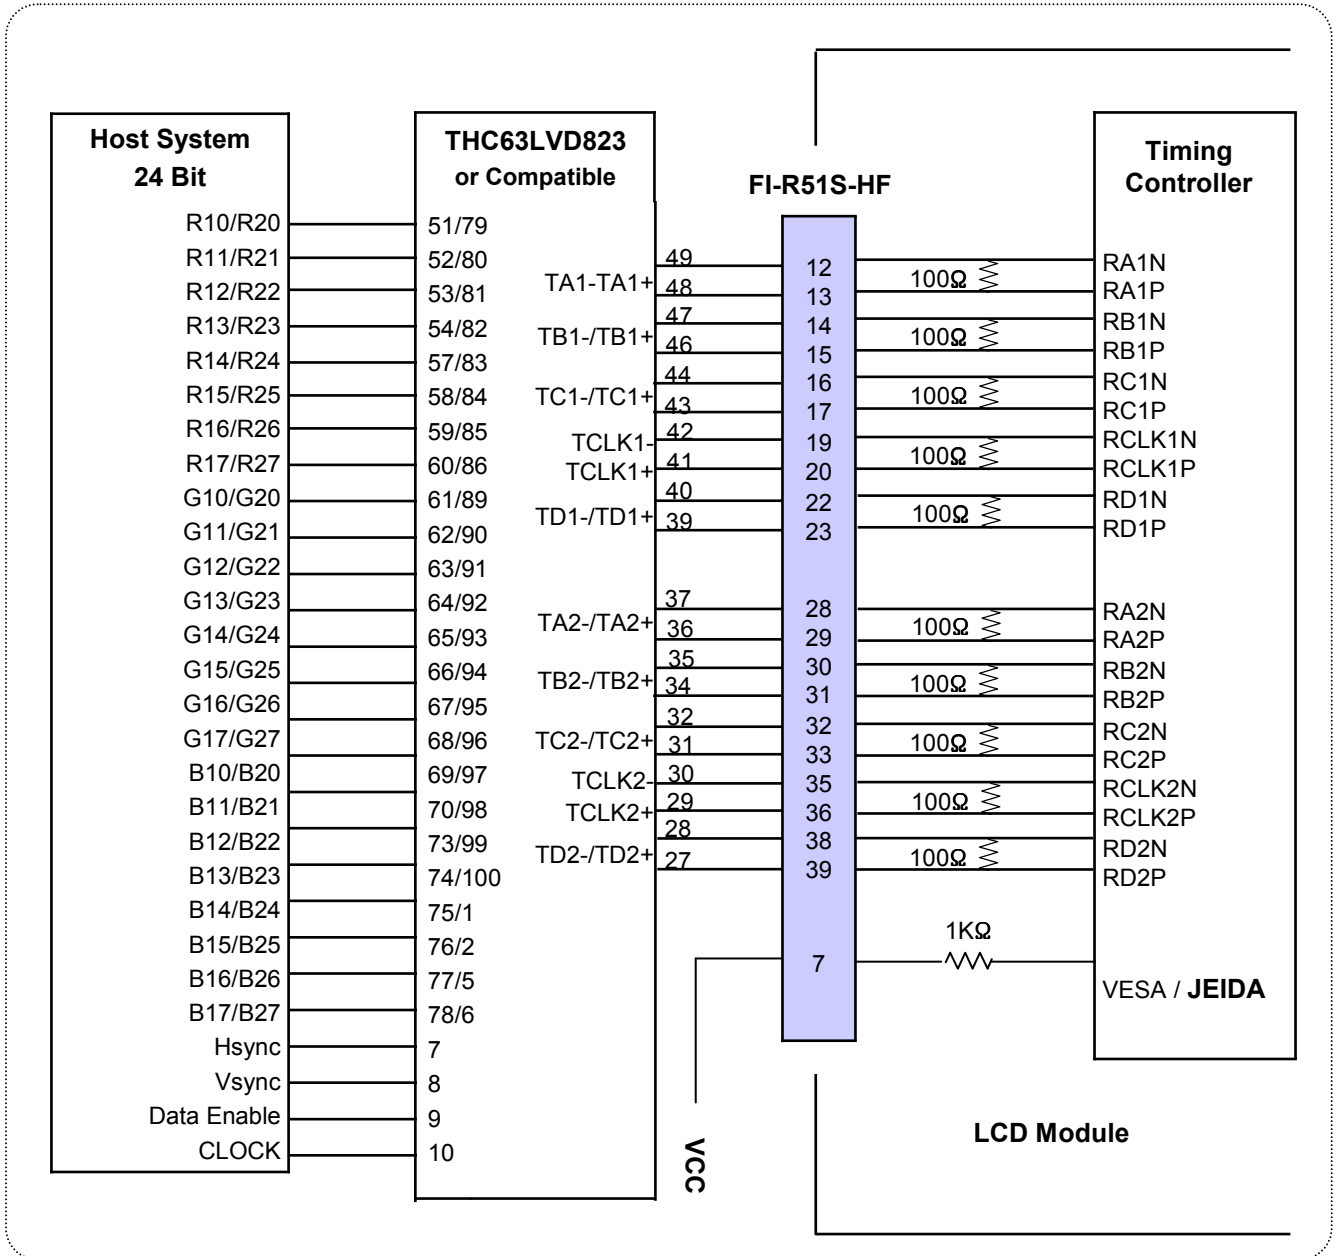 Host System
24 Bit
R10/R20
R11/R21
R12/R22
R13/R23
R14/R24
R15/R25
R16/R26
R17/R27
G10/G20
G11/G21
G12/G22
G13/G23
G14/G24
G15/G25
G16/G26
G17/G27
B10/B20
B11/B21
B12/B22
B13/B23
B14/B24
B15/B25
B16/B26
B17/B27
Hsync
Vsync
Data Enable
CLOCK
THC63LVD823
or Compatible
51/79
52/80
53/81
54/82
57/83
58/84
59/85
60/86
61/89
62/90
63/91
64/92
65/93
66/94
67/95
68/96
69/97
70/98
73/99
74/100
75/1
76/2
77/5
78/6
7
8
9
10
TA1-TA1+
TB1-/TB1+
TC1-/TC1+
TCLK1-
TCLK1+
TD1-/TD1+
TA2-/TA2+
TB2-/TB2+
TC2-/TC2+
TCLK2-
TCLK2+
TD2-/TD2+
49
48
47
46
44
43
42
41
40
39
37
36
35
34
32
31
30
29
28
27
VCC
FI-R51S-HF
12
13
14
15
16
17
19
20
22
23
28
29
30
31
32
33
35
36
38
39
7
100Ω
100Ω
100Ω
100Ω
100Ω
100Ω
100Ω
100Ω
100Ω
100Ω
1KΩ
Timing
Controller
RA1N
RA1P
RB1N
RB1P
RC1N
RC1P
RCLK1N
RCLK1P
RD1N
RD1P
RA2N
RA2P
RB2N
RB2P
RC2N
RC2P
RCLK2N
RCLK2P
RD2N
RD2P
VESA / JEIDA
LCD Module